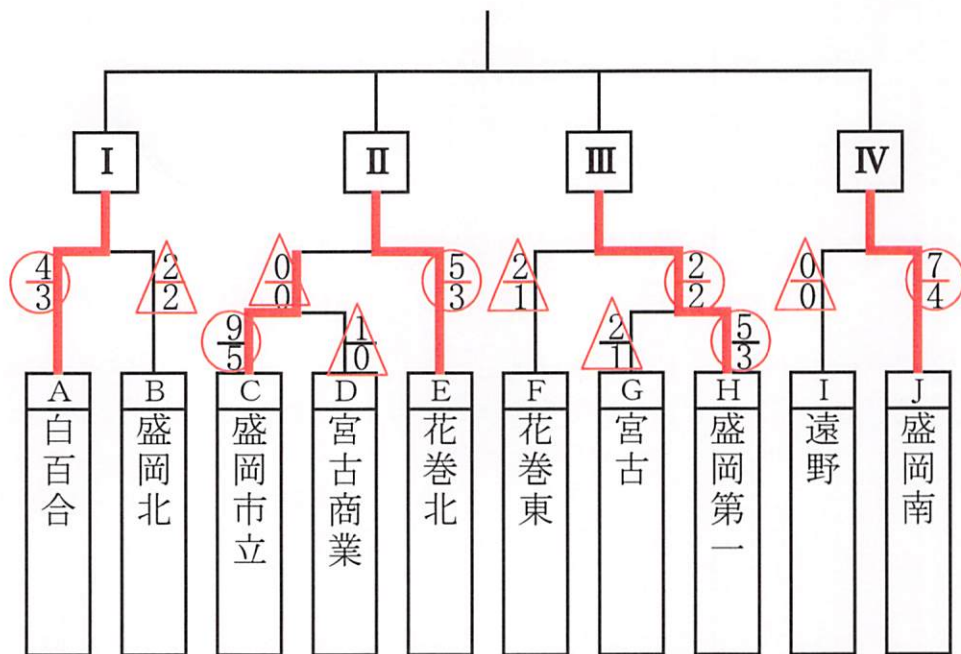 Ⅰ Ⅱ Ⅲ Ⅳ
4 2 0 5 2 2 0 7
3 2 0 3 1 2 0 4
9 1 2 5
5 0 1 3
A B C D E F G H I J
白百合
盛岡北
盛岡市立
宮古商業
花巻北
花巻東
宮古
盛岡第一
遠野
盛岡南